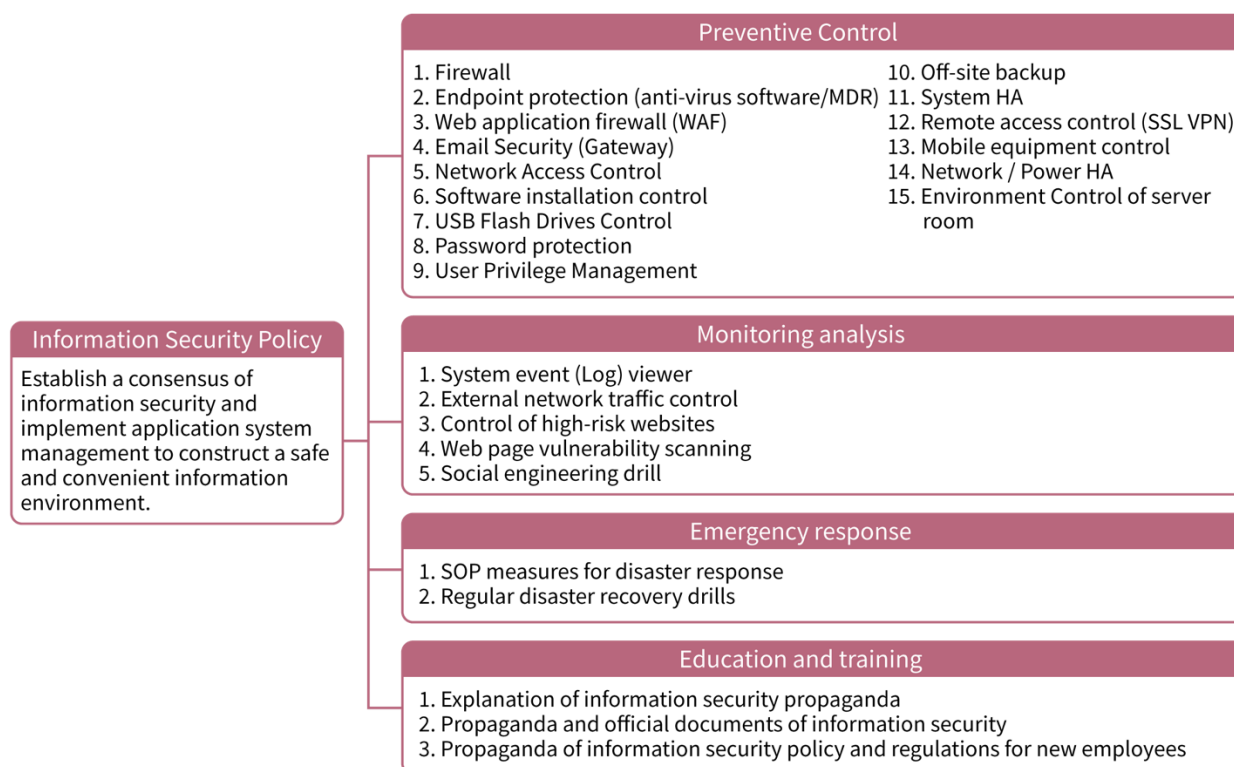 Preventive Control
1. Firewall
2. Endpoint protection (anti-virus software/MDR)
3. Web application firewall (WAF)
4. Email Security (Gateway)
5. Network Access Control
6. Software installation control
7. USB Flash Drives Control
8. Password protection
9. User Privilege Management
10. Off-site backup
11. System HA
12. Remote access control (SSL VPN)
13. Mobile equipment control
14. Network / Power HA
15. Environment Control of server
room
Information Security Policy
Establish a consensus of
information security and
implement application system
management to construct a safe
and convenient information
environment.
Monitoring analysis
1. System event (Log) viewer
2. External network traffic control
3. Control of high-risk websites
4. Web page vulnerability scanning
5. Social engineering drill
Emergency response
1. SOP measures for disaster response
2. Regular disaster recovery drills
Education and training
1. Explanation of information security propaganda
2. Propaganda and official documents of information security
3. Propaganda of information security policy and regulations for new employees